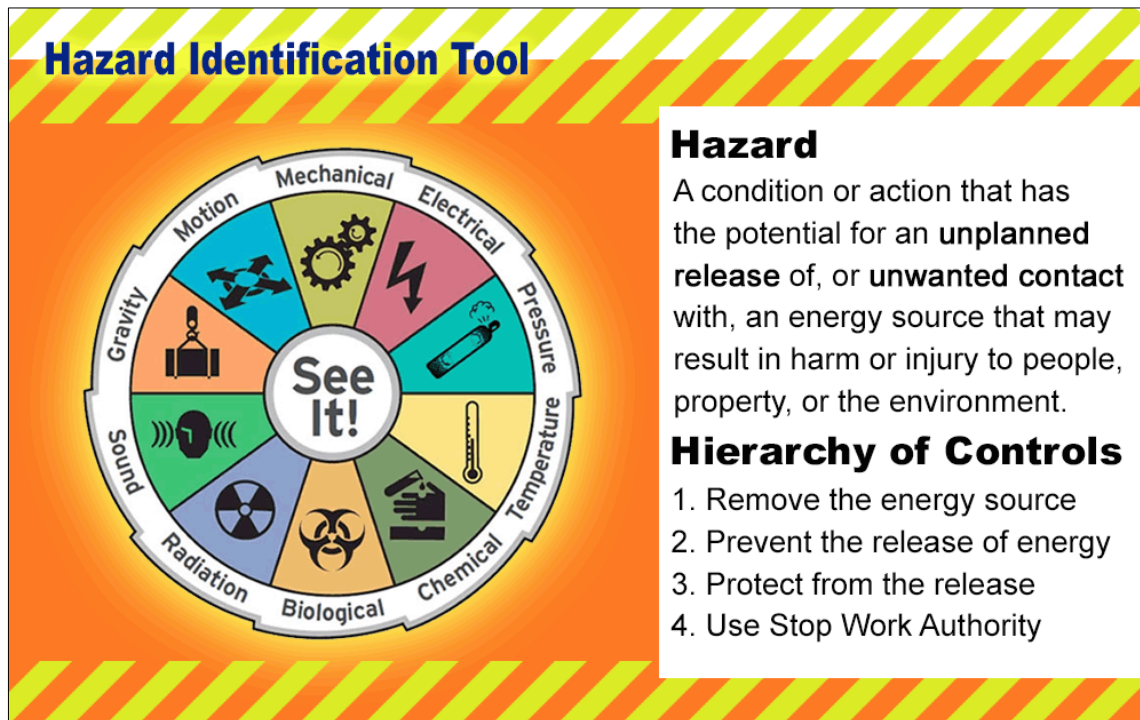 Hazard Identification Tool
Mechanical
Electrical
Pressure
Temperature
Chemical
Biological
Radiation
Sound
Gravity
Motion
See
It!
Hazard
A condition or action that has
the potential for an unplanned
release of, or unwanted contact
with, an energy source that may
result in harm or injury to people,
property, or the environment.
Hierarchy of Controls
1. Remove the energy source
2. Prevent the release of energy
3. Protect from the release
4. Use Stop Work Authority